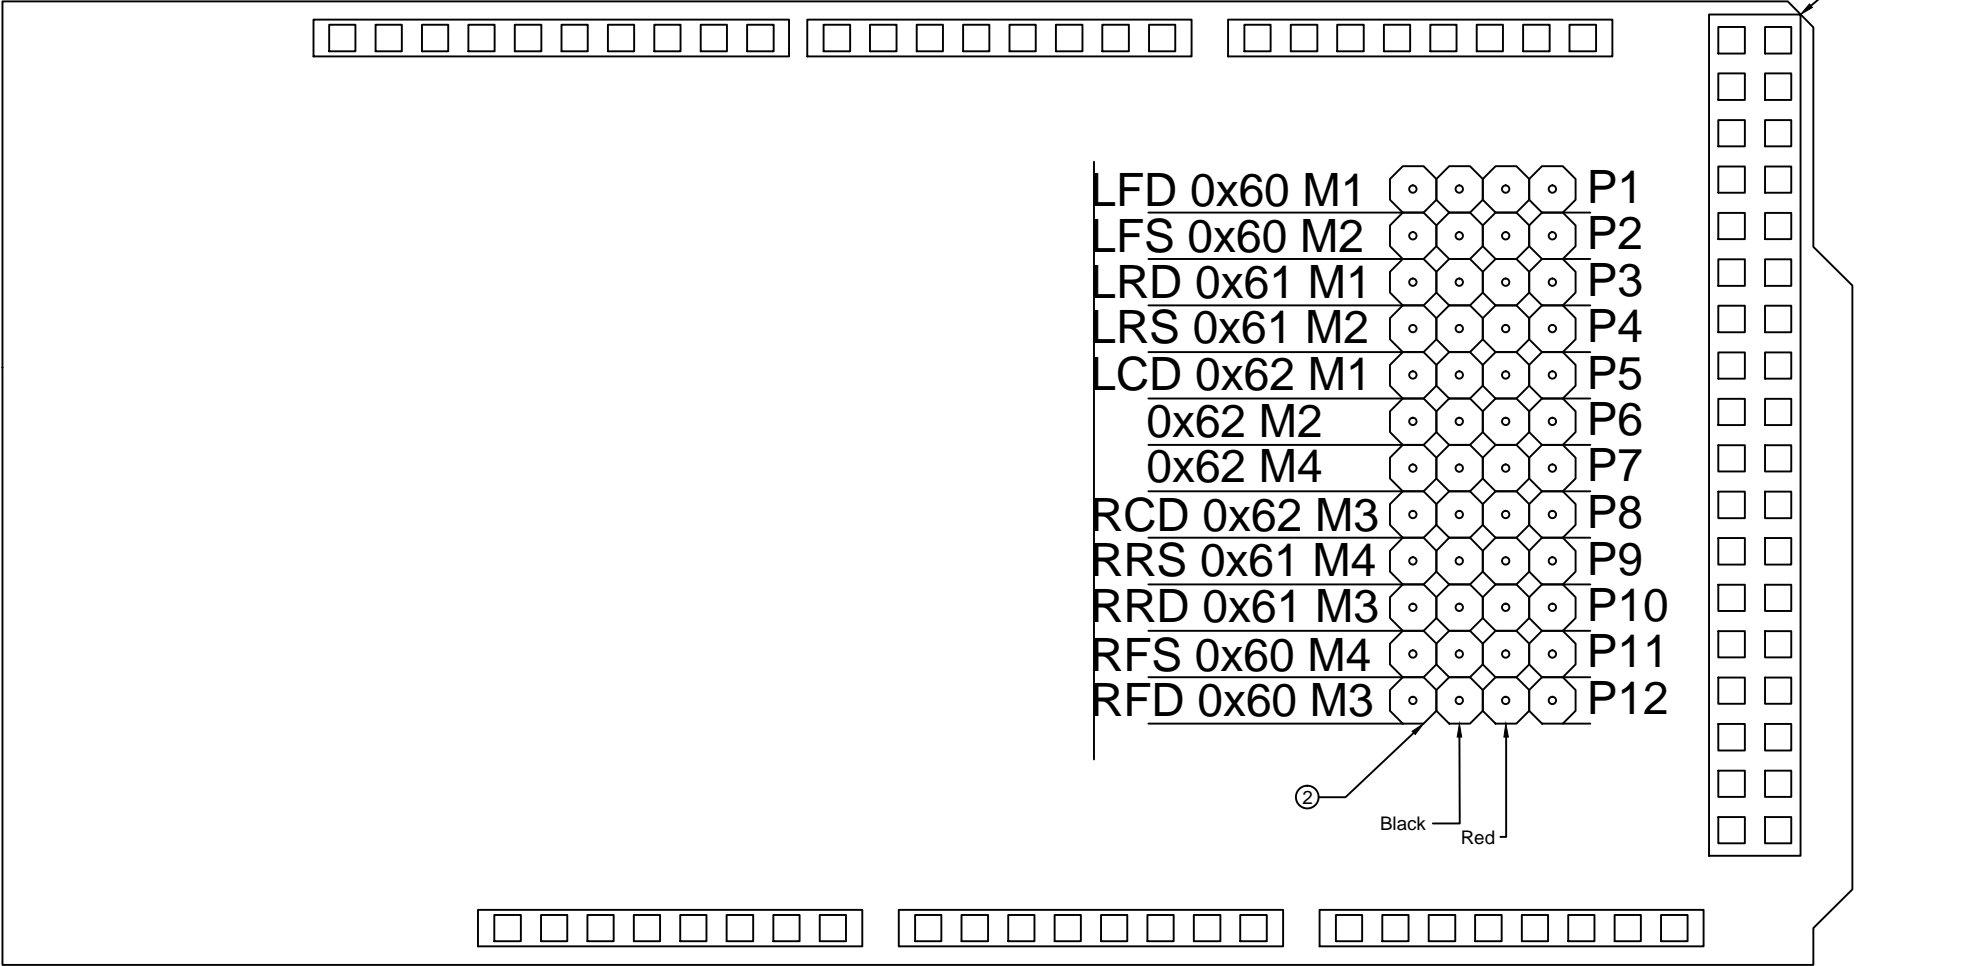 LFD 0x60 M1 P1
LFS 0x60 M2 P2
LRD 0x61 M1 P3
LRS 0x61 M2 P4
LCD 0x62 M1 P5
0x62 M2 P6
0x62 M4 P7
RCD 0x62 M3 P8
RRS 0x61 M4 P9
RRD 0x61 M3 P10
RFS 0x60 M4 P11
RFD 0x60 M3 P12
2
Black
Red